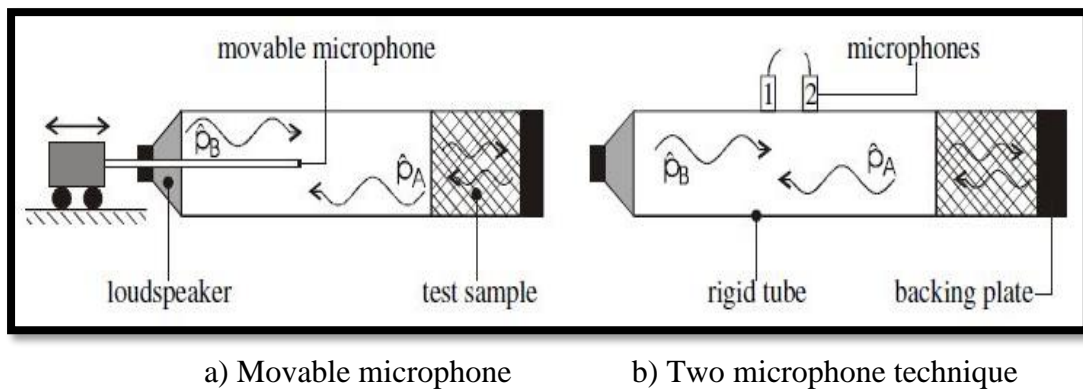 movable microphone
microphones
1 2
p̂B
p̂A
p̂B
p̂A
loudspeaker
test sample
rigid tube
backing plate
a) Movable microphone
b) Two microphone technique